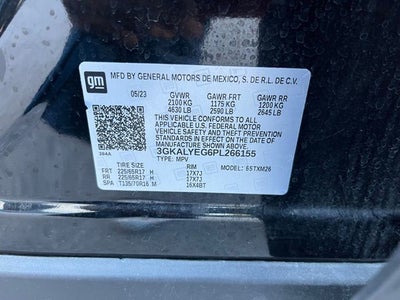 gm MFD BY GENERAL MOTORS DE MEXICO, S. DE R.L. DE C.V.
05/23 GVWR GAWR FRT GAWR RR
2100 KG 1175 KG 1200 KG
4630 LB 2590 LB 2645 LB
THIS VEHICLE CONFORMS TO ALL
APPLICABLE U.S. FEDERAL MOTOR
VEHICLE SAFETY, BUMPER, AND THEFT
PREVENTION STANDARDS IN EFFECT ON
THE DATE OF MANUFACTURE SHOWN ABOVE.
3GKALYEG6PL266155
TYPE: MPV MODEL: 6STXM26
RIM
FRT 225/65R17 H 17X7J
RR 225/65R17 H 17X7J
SPA T135/70R16 M 16X4BT